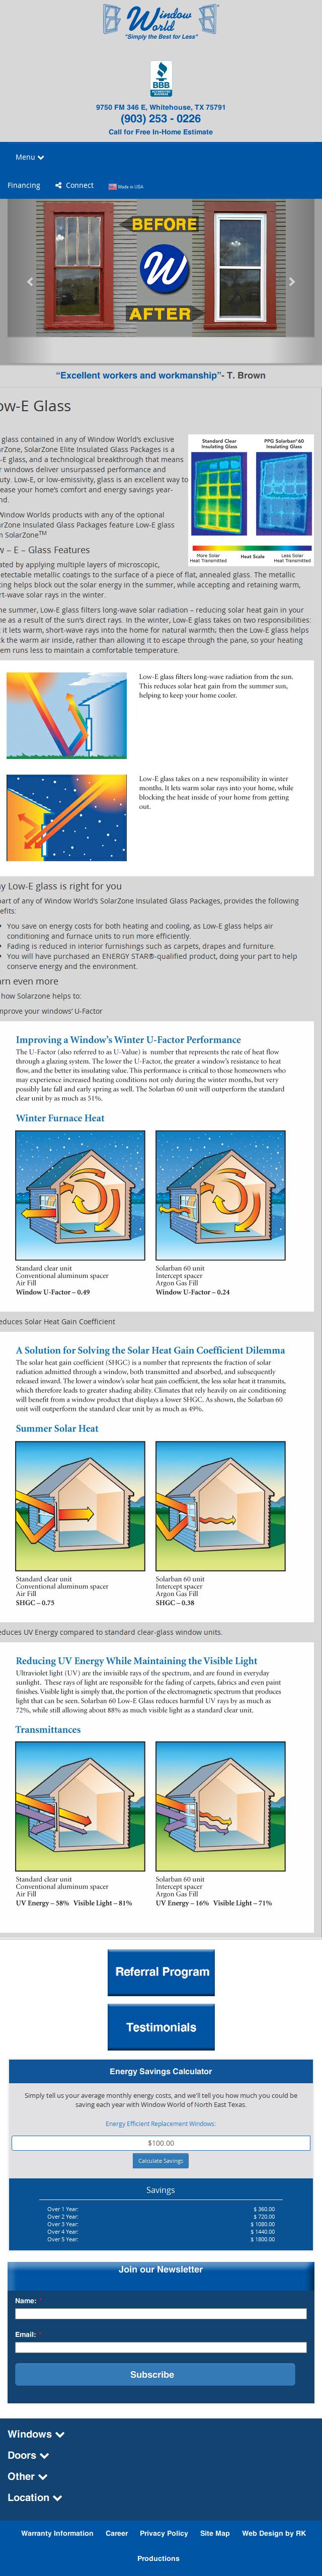 Window
World
"Simply the Best for Less"
BBB
9750 FM 346 E, Whitehouse, TX 75791
(903) 253 - 0226
Call for Free In-Home Estimate
Menu
Financing
Connect
Made in USA
BEFORE
W
AFTER
“Excellent workers and workmanship”- T. Brown
ow-E Glass
glass contained in any of Window World's exclusive
rZone, SolarZone Elite Insulated Glass Packages is a
-E glass, and a technological breakthrough that means
r windows deliver unsurpassed performance and
uty. Low-E, or low-emissivity, glass is an excellent way to
ease your home's comfort and energy savings year-
nd.
Standard Clear
Insulating Glass
PPG Solarban® 60
Insulating Glass
More Solar
Heat Transmitted
Heat Scale
Less Solar
Heat Transmitted
Window Worlds products with any of the optional
rZone Insulated Glass Packages feature Low-E glass
m SolarZoneTM
w – E – Glass Features
ated by applying multiple layers of microscopic,
etectable metallic coatings to the surface of a piece of flat, annealed glass. The metallic
ting helps block out the solar energy in the summer, while accepting and retaining warm,
rt-wave solar rays in the winter.
he summer, Low-E glass filters long-wave solar radiation – reducing solar heat gain in your
me as a result of the sun's direct rays. In the winter, Low-E glass takes on two responsibilities:
t it lets warm, short-wave rays into the home for natural warmth; then the Low-E glass helps
ck the warm air inside, rather than allowing it to escape through the pane, so your heating
em runs less to maintain a comfortable temperature.
Low-E glass filters long-wave radiation from the sun.
This reduces solar heat gain from the summer sun,
helping to keep your home cooler.
Low-E glass takes on a new responsibility in winter
months. It lets warm solar rays into your home, while
blocking the heat inside of your home from getting
out.
y Low-E glass is right for you
part of any of Window World's SolarZone Insulated Glass Packages, provides the following
efits:
You save on energy costs for both heating and cooling, as Low-E glass helps air
conditioning and furnace units to run more efficiently.
Fading is reduced in interior furnishings such as carpets, drapes and furniture.
You will have purchased an ENERGY STAR®-qualified product, doing your part to help
conserve energy and the environment.
arn even more
how Solarzone helps to:
mprove your windows' U-Factor
Improving a Window's Winter U-Factor Performance
The U-Factor (also referred to as U-Value) is number that represents the rate of heat flow
through a glazing system. The lower the U-Factor, the greater a window's resistance to heat
flow, and the better its insulating value. This performance is critical to those homeowners who
may experience increased heating conditions not only during the winter months, but very
possibly late fall and early spring as well. The Solarban 60 unit will outperform the standard
clear unit by as much as 51%.
Winter Furnace Heat
Standard clear unit
Conventional aluminum spacer
Air Fill
Window U-Factor – 0.49
Solarban 60 unit
Intercept spacer
Argon Gas Fill
Window U-Factor – 0.24
educes Solar Heat Gain Coefficient
A Solution for Solving the Solar Heat Gain Coefficient Dilemma
The solar heat gain coefficient (SHGC) is a number that represents the fraction of solar
radiation admitted through a window, both transmitted and absorbed, and subsequently
released inward. The lower a window's solar heat gain coefficient, the less solar heat it transmits,
which therefore leads to greater shading ability. Climates that rely heavily on air conditioning
will benefit from a window product that displays a lower SHGC. As shown, the Solarban 60
unit will outperform the standard clear unit by as much as 49%.
Summer Solar Heat
Standard clear unit
Conventional aluminum spacer
Air Fill
SHGC – 0.75
Solarban 60 unit
Intercept spacer
Argon Gas Fill
SHGC – 0.38
educes UV Energy compared to standard clear-glass window units.
Reducing UV Energy While Maintaining the Visible Light
Ultraviolet light (UV) are the invisible rays of the spectrum, and are found in everyday
sunlight. These rays of light are responsible for the fading of carpets, fabrics and even paint
finishes. Visible light is simply that, the portion of the electromagnetic spectrum that produces
light that can be seen. Solarban 60 Low-E Glass reduces harmful UV rays by as much as
72%, while still allowing about 88% as much visible light as a standard clear unit.
Transmittances
Standard clear unit
Conventional aluminum spacer
Air Fill
UV Energy – 58% Visible Light – 81%
Solarban 60 unit
Intercept spacer
Argon Gas Fill
UV Energy – 16% Visible Light – 71%
Referral Program
Testimonials
Energy Savings Calculator
Simply tell us your average monthly energy costs, and we'll tell you how much you could be
saving each year with Window World of North East Texas.
Energy Efficient Replacement Windows:
$100.00
Calculate Savings
Savings
Over 1 Year: $ 360.00
Over 2 Year: $ 720.00
Over 3 Year: $ 1080.00
Over 4 Year: $ 1440.00
Over 5 Year: $ 1800.00
Join our Newsletter
Name: *
Email: *
Subscribe
Windows
Doors
Other
Location
Warranty Information Career Privacy Policy Site Map Web Design by RK
Productions